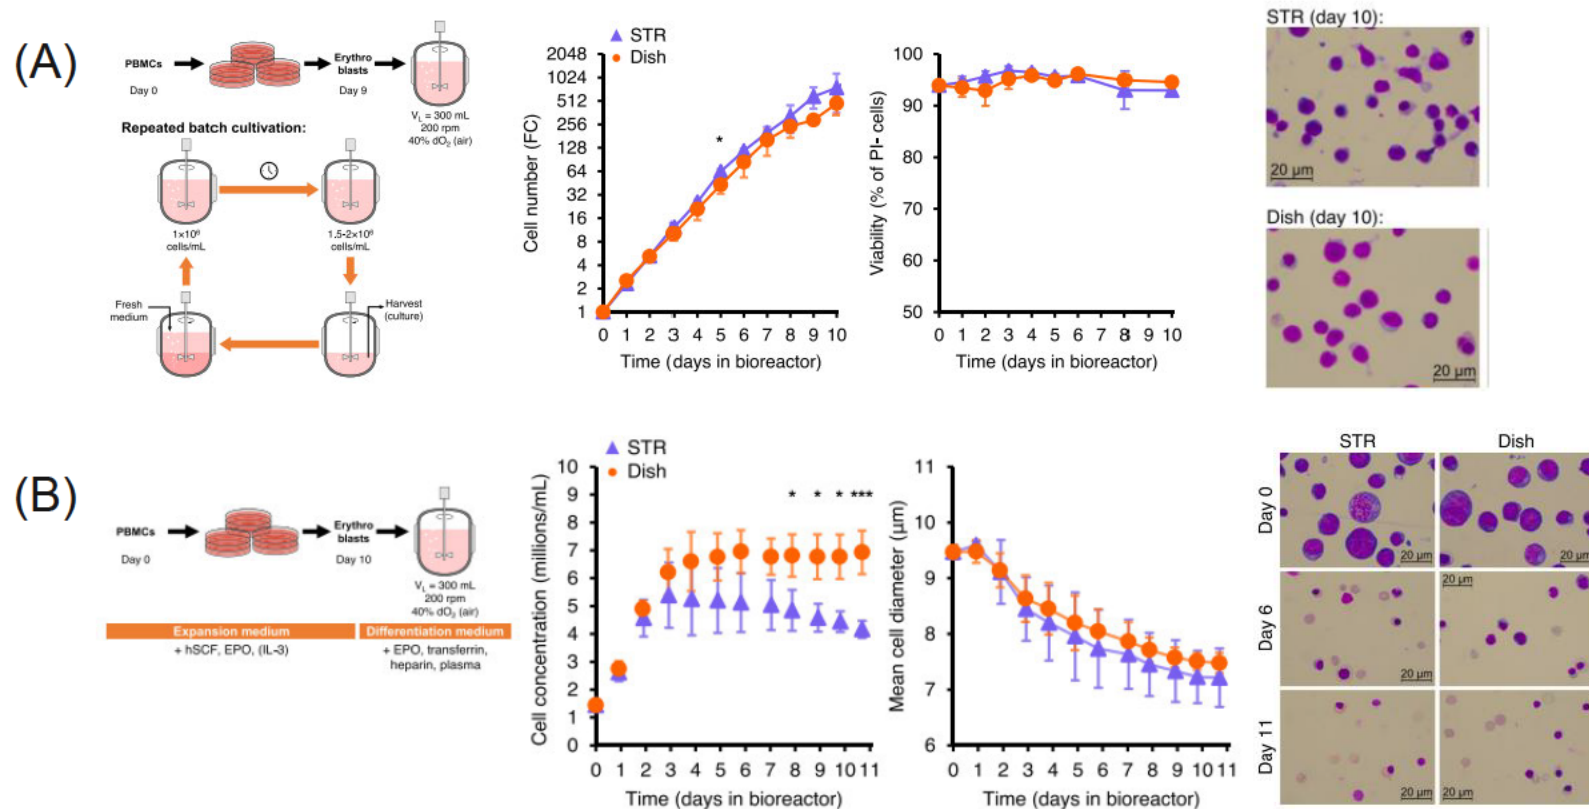 (A)
PBMCs
Day 0
Erythro
blasts
Day 9
V_L = 300 mL
200 rpm
40% dO₂ (air)
Repeated batch cultivation:
1×10⁶
cells/mL
1.5-2×10⁶
cells/mL
Fresh
medium
Harvest
(culture)
STR
Dish
Cell number (FC)
2048
1024
512
256
128
64
32
16
8
4
2
1
*
0 1 2 3 4 5 6 7 8 9 10
Time (days in bioreactor)
Viability (% of PI- cells)
100
90
80
70
60
50
0 1 2 3 4 5 6 7 8 9 10
Time (days in bioreactor)
STR (day 10):
20 µm
Dish (day 10):
20 µm
(B)
PBMCs
Day 0
Erythro
blasts
Day 10
V_L = 300 mL
200 rpm
40% dO₂ (air)
Expansion medium
+ hSCF, EPO, (IL-3)
Differentiation medium
+ EPO, transferrin,
heparin, plasma
STR
Dish
Cell concentration (millions/mL)
10
9
8
7
6
5
4
3
2
1
0
* * * ***
0 1 2 3 4 5 6 7 8 9 10 11
Time (days in bioreactor)
Mean cell diameter (µm)
11
10
9
8
7
6
0 1 2 3 4 5 6 7 8 9 10 11
Time (days in bioreactor)
STR Dish
Day 0
20 µm
20 µm
Day 6
20 µm
20 µm
Day 11
20 µm
20 µm